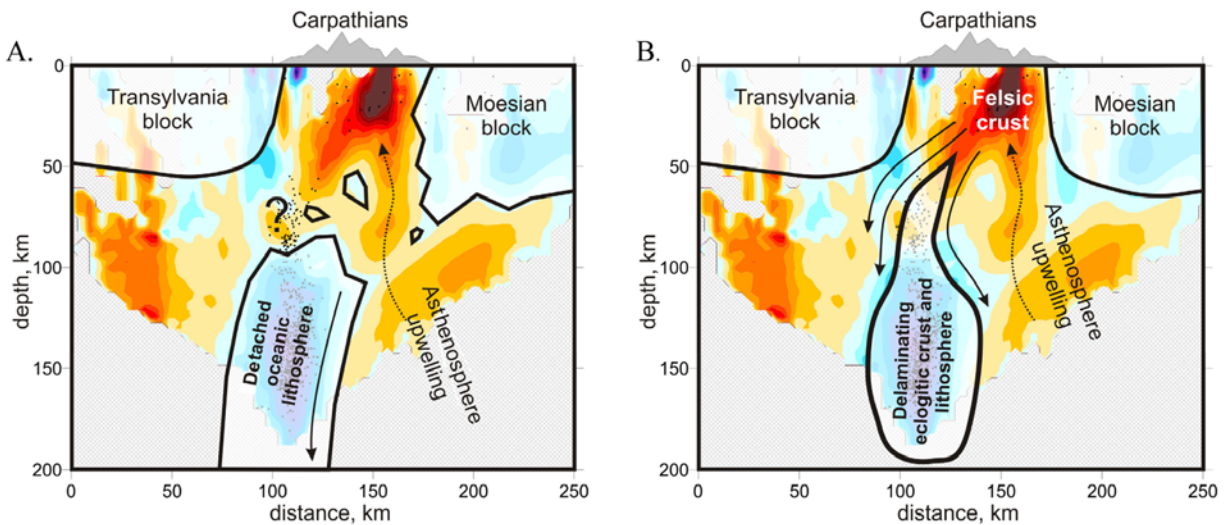 A.
Carpathians
0
50
100
150
200
depth, km
Transylvania
block
Moesian
block
?
Detached
oceanic
lithosphere
Asthenosphere
upwelling
0
50
100
150
200
250
distance, km
B.
Carpathians
0
50
100
150
200
depth, km
Transylvania
block
Felsic
crust
Moesian
block
Delaminating
eclogitic crust and
lithosphere
Asthenosphere
upwelling
0
50
100
150
200
250
distance, km